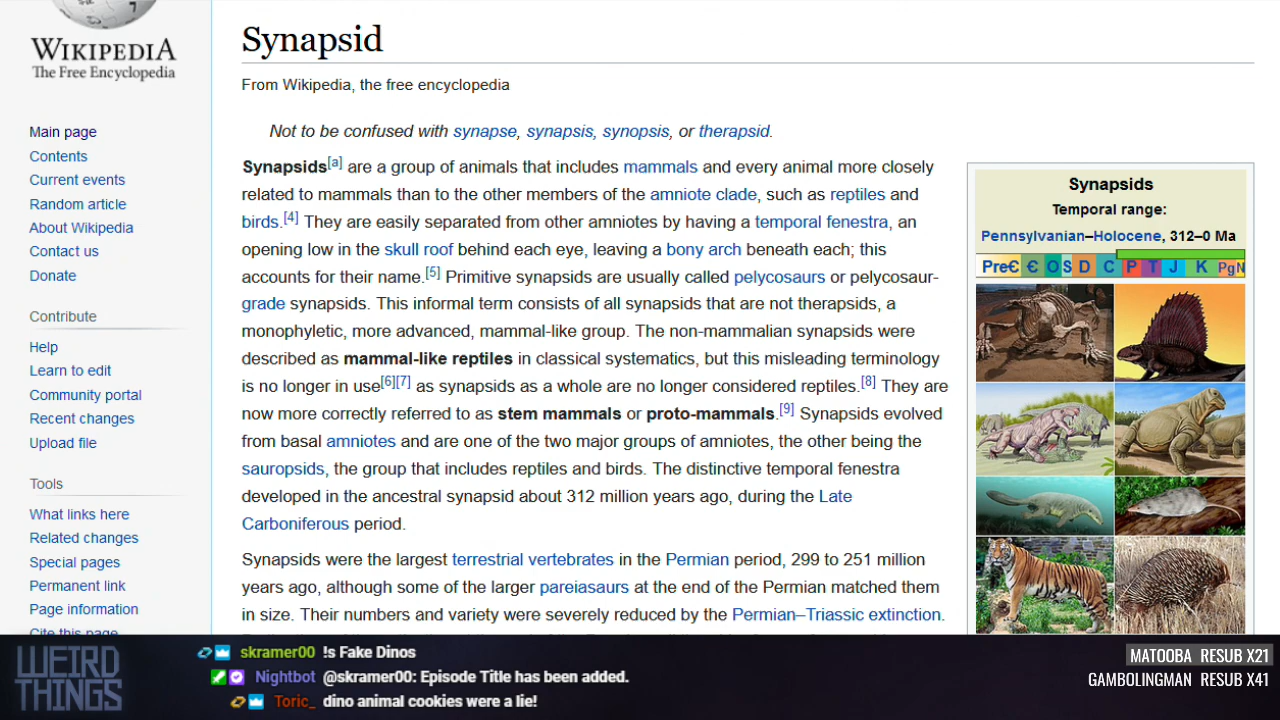 WIKIPEDIA
The Free Encyclopedia
Main page
Contents
Current events
Random article
About Wikipedia
Contact us
Donate
Contribute
Help
Learn to edit
Community portal
Recent changes
Upload file
Tools
What links here
Related changes
Special pages
Permanent link
Page information
Cite this page
Synapsid
From Wikipedia, the free encyclopedia
Not to be confused with synapse, synapsis, synopsis, or therapsid.
Synapsids[a] are a group of animals that includes mammals and every animal more closely
related to mammals than to the other members of the amniote clade, such as reptiles and
birds.[4] They are easily separated from other amniotes by having a temporal fenestra, an
opening low in the skull roof behind each eye, leaving a bony arch beneath each; this
accounts for their name.[5] Primitive synapsids are usually called pelycosaurs or pelycosaur-
grade synapsids. This informal term consists of all synapsids that are not therapsids, a
monophyletic, more advanced, mammal-like group. The non-mammalian synapsids were
described as mammal-like reptiles in classical systematics, but this misleading terminology
is no longer in use[6][7] as synapsids as a whole are no longer considered reptiles.[8] They are
now more correctly referred to as stem mammals or proto-mammals.[9] Synapsids evolved
from basal amniotes and are one of the two major groups of amniotes, the other being the
sauropsids, the group that includes reptiles and birds. The distinctive temporal fenestra
developed in the ancestral synapsid about 312 million years ago, during the Late
Carboniferous period.
Synapsids were the largest terrestrial vertebrates in the Permian period, 299 to 251 million
years ago, although some of the larger pareiasaurs at the end of the Permian matched them
in size. Their numbers and variety were severely reduced by the Permian–Triassic extinction.
Synapsids
Temporal range:
Pennsylvanian–Holocene, 312–0 Ma
PreЄ Є O S D C P T J K Pg N
WEIRD
THINGS
skramer00 !s Fake Dinos
Nightbot @skramer00: Episode Title has been added.
Toric_ dino animal cookies were a lie!
MATOOBA RESUB X21
GAMBOLINGMAN RESUB X41